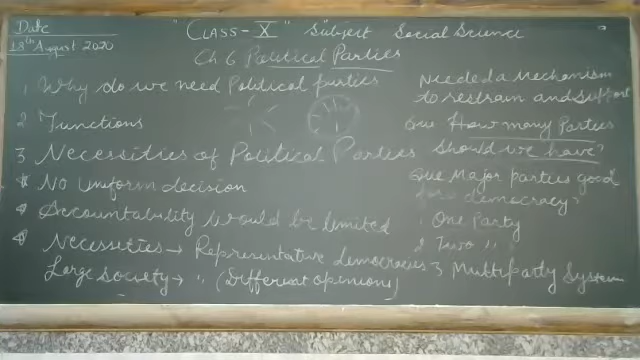 Date
18th August 2020
"CLASS-X" Subject Social Science
Ch 6 Political Parties
1 Why do we need Political parties
2 Functions
3 Necessities of Political Parties
* No uniform decision
* Accountability would be limited
* Necessities → Representative democracies
Large society → " (Different opinions)
Needed a Mechanism
to restrain and support
Que How many Parties
should we have?
Que Major parties good
for democracy?
1 One Party
2 Two " "
3 Multiparty System